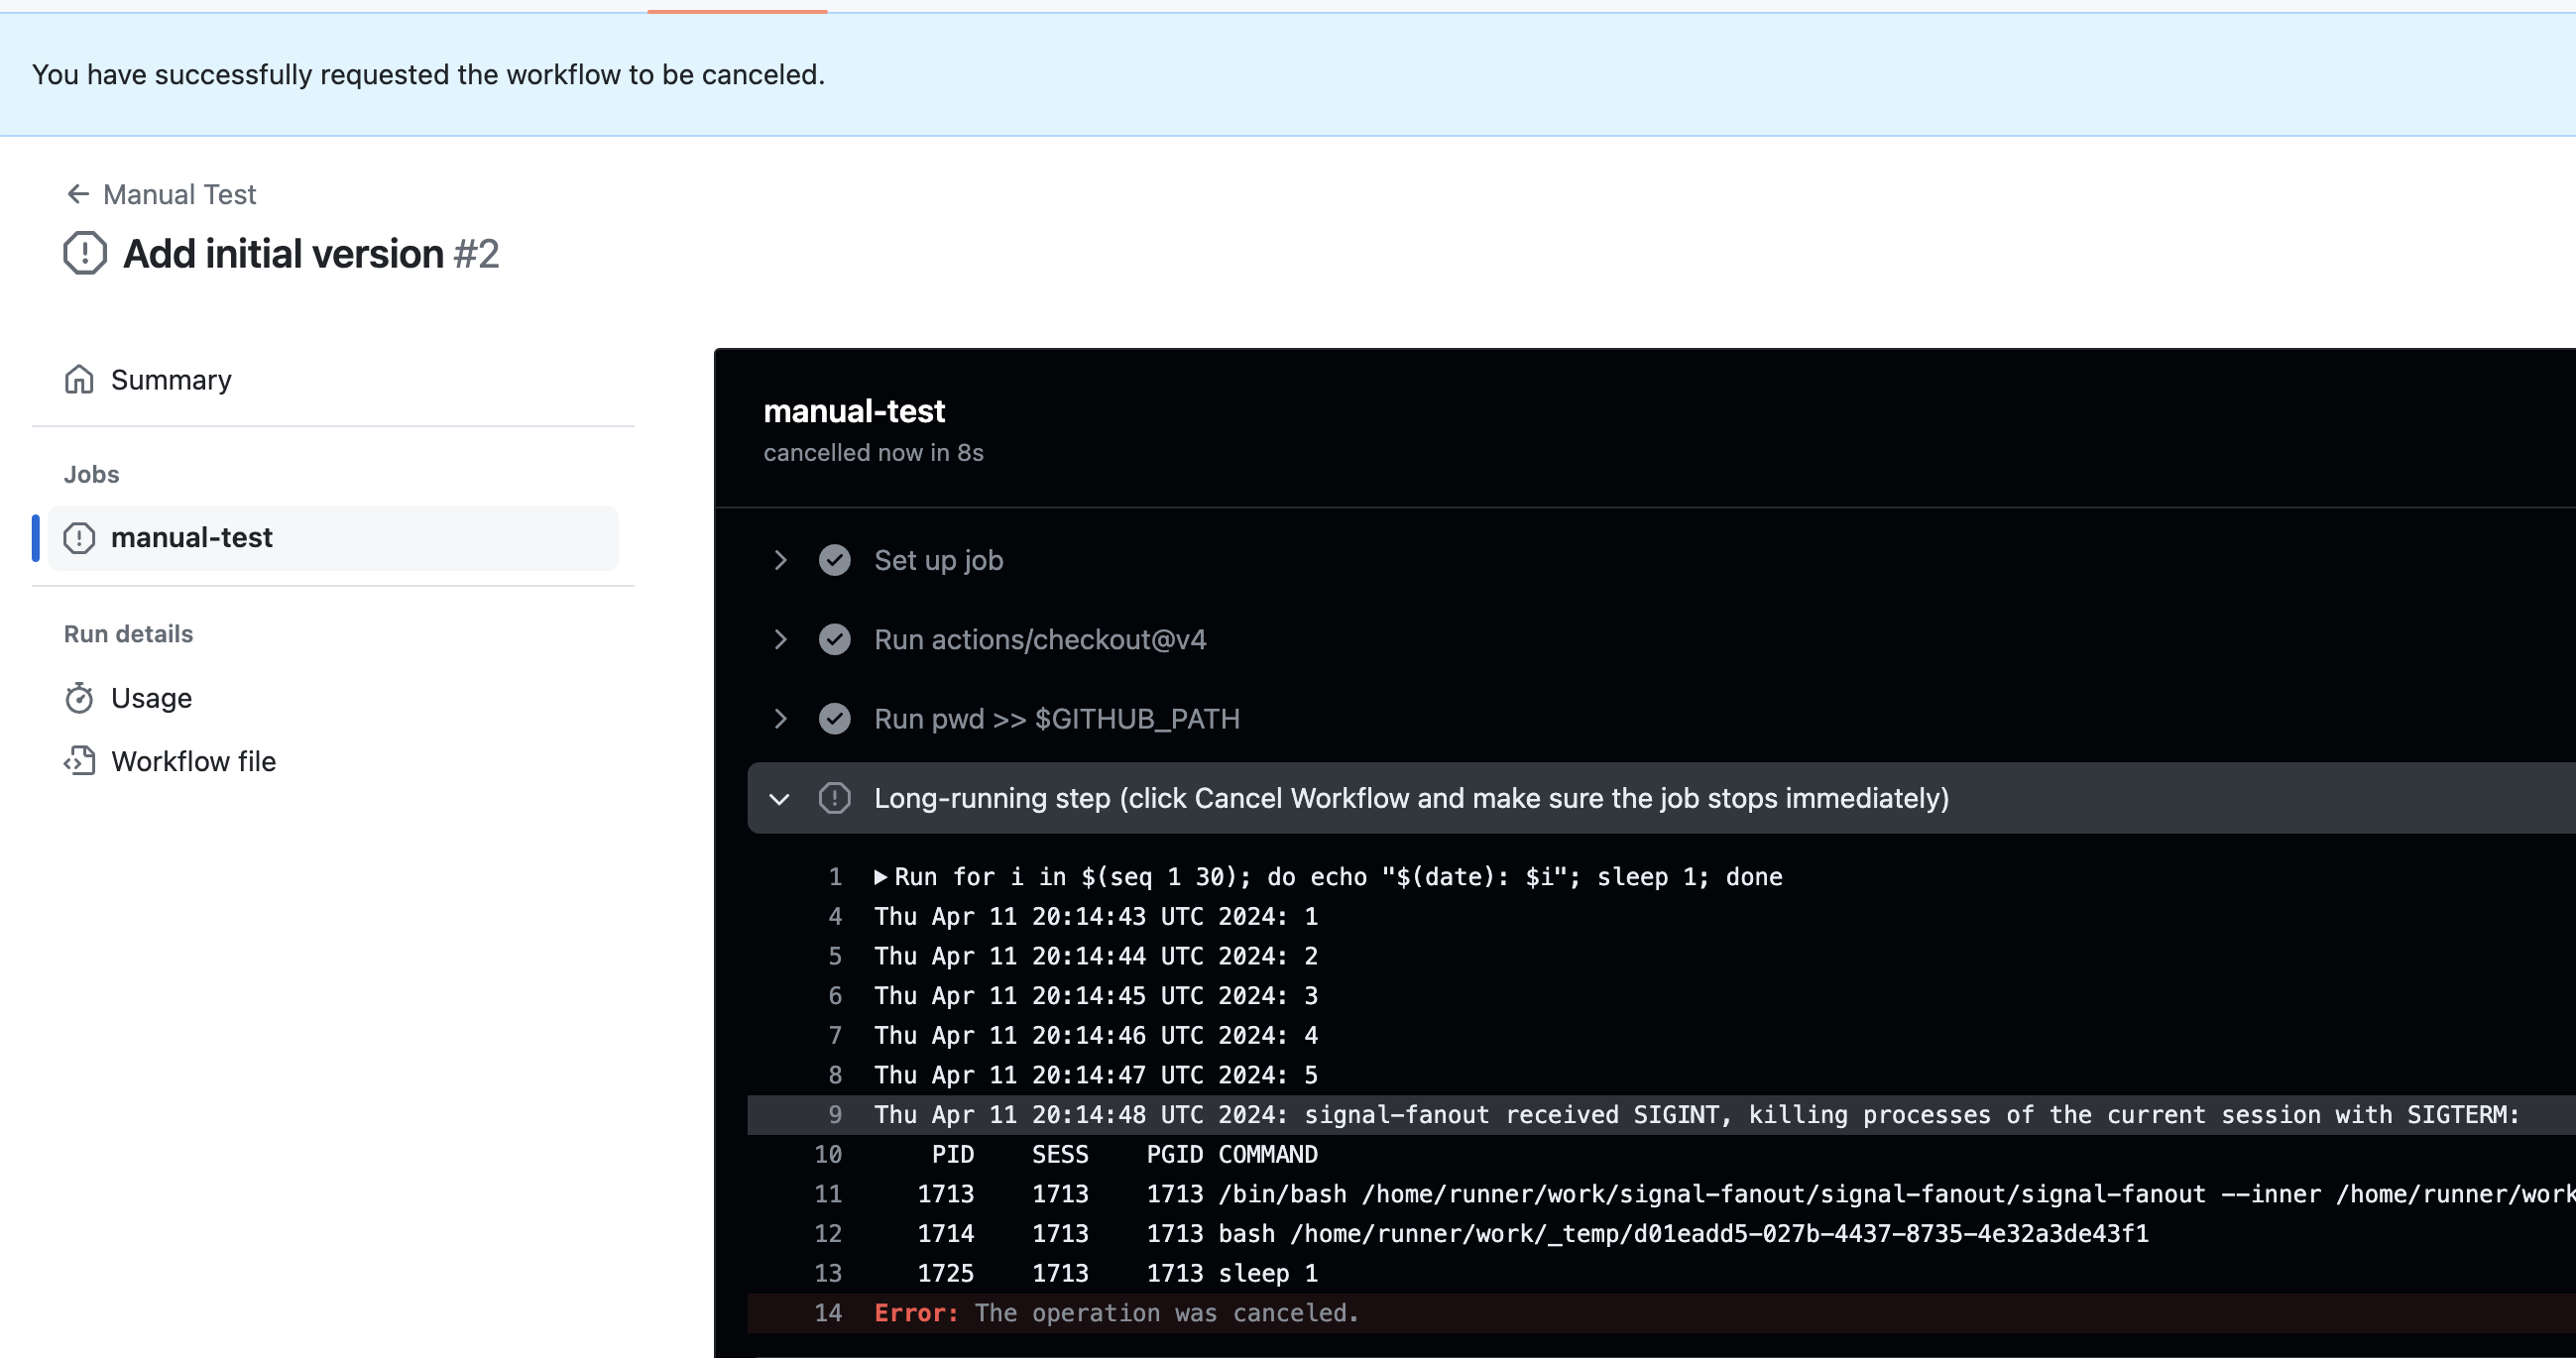 You have successfully requested the workflow to be canceled.
← Manual Test
Add initial version #2
Summary
Jobs
manual-test
Run details
Usage
Workflow file
manual-test
cancelled now in 8s
Set up job
Run actions/checkout@v4
Run pwd >> $GITHUB_PATH
Long-running step (click Cancel Workflow and make sure the job stops immediately)
1 ▶Run for i in $(seq 1 30); do echo "$(date): $i"; sleep 1; done
4 Thu Apr 11 20:14:43 UTC 2024: 1
5 Thu Apr 11 20:14:44 UTC 2024: 2
6 Thu Apr 11 20:14:45 UTC 2024: 3
7 Thu Apr 11 20:14:46 UTC 2024: 4
8 Thu Apr 11 20:14:47 UTC 2024: 5
9 Thu Apr 11 20:14:48 UTC 2024: signal-fanout received SIGINT, killing processes of the current session with SIGTERM:
10 PID SESS PGID COMMAND
11 1713 1713 1713 /bin/bash /home/runner/work/signal-fanout/signal-fanout/signal-fanout --inner /home/runner/work
12 1714 1713 1713 bash /home/runner/work/_temp/d01eadd5-027b-4437-8735-4e32a3de43f1
13 1725 1713 1713 sleep 1
14 Error: The operation was canceled.